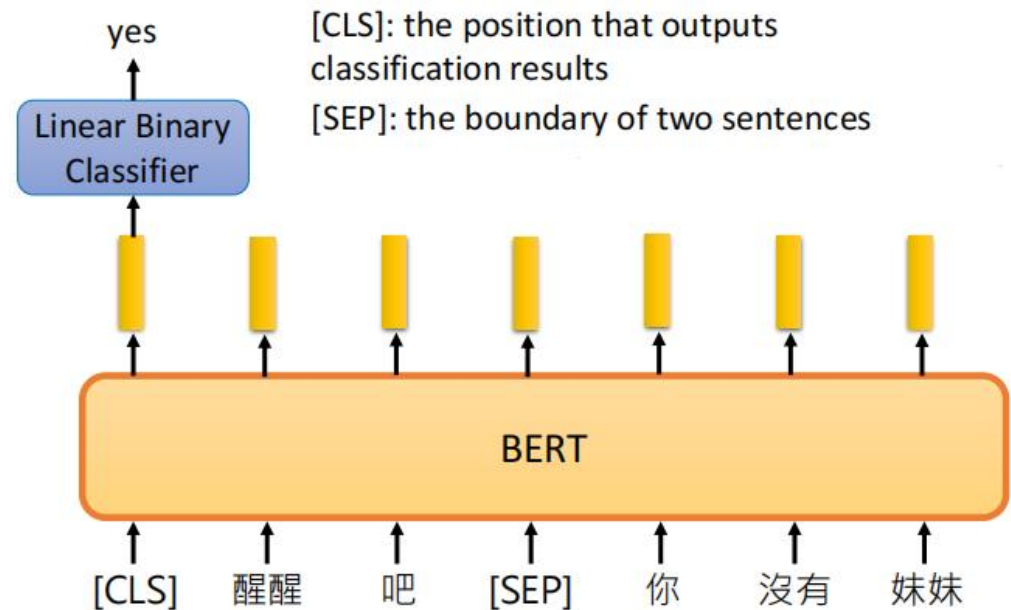 yes
[CLS]: the position that outputs
classification results
[SEP]: the boundary of two sentences
Linear Binary
Classifier
BERT
[CLS] 醒醒 吧 [SEP] 你 沒有 妹妹